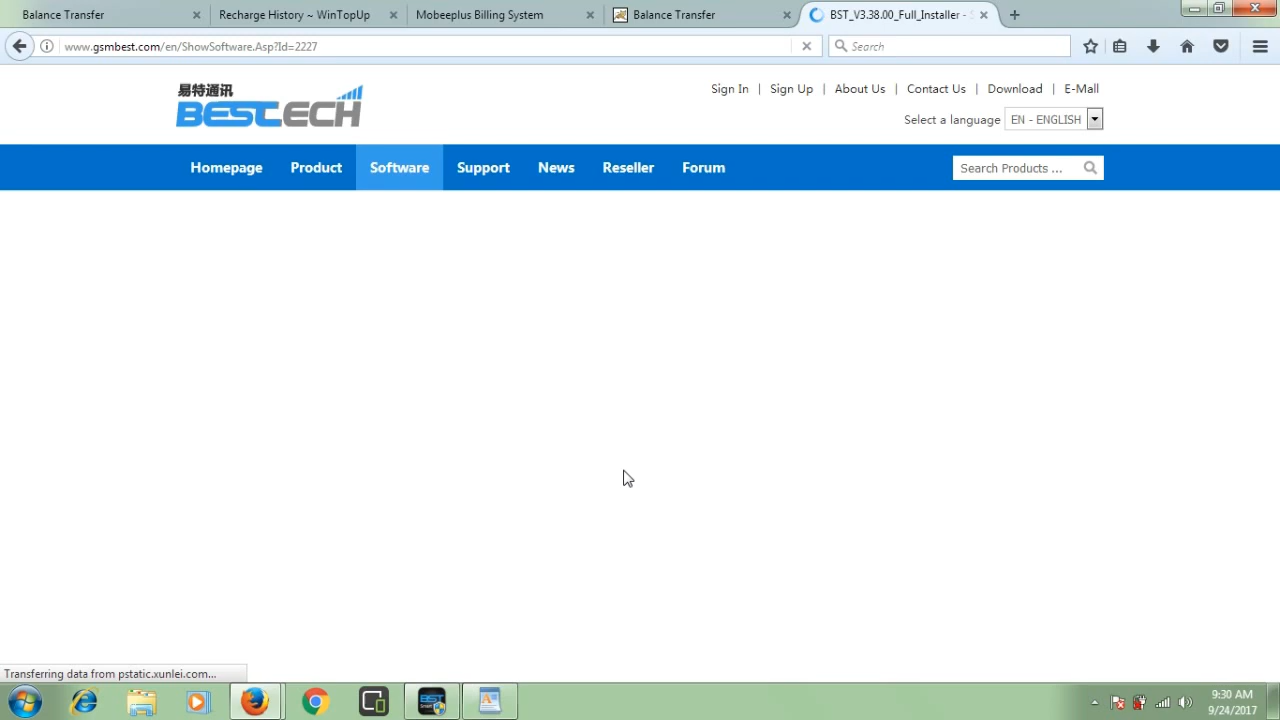 Balance Transfer
Recharge History ~ WinTopUp
Mobeeplus Billing System
Balance Transfer
BST_V3.38.00_Full_Installer - S
www.gsmbest.com/en/ShowSoftware.Asp?Id=2227
Search
易特通讯
BESTECH
Sign In | Sign Up | About Us | Contact Us | Download | E-Mall
Select a language EN - ENGLISH
Homepage Product Software Support News Reseller Forum
Search Products ...
Transferring data from pstatic.xunlei.com...
BST
9:30 AM
9/24/2017